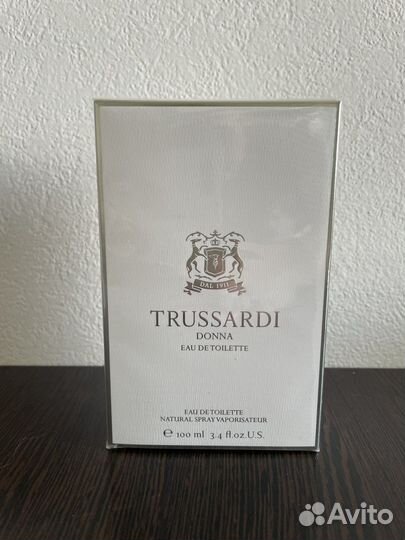 DAL 1911
TRUSSARDI
DONNA
EAU DE TOILETTE
EAU DE TOILETTE
NATURAL SPRAY VAPORISATEUR
℮ 100 ml 3.4 fl.oz.U.S.
Avito